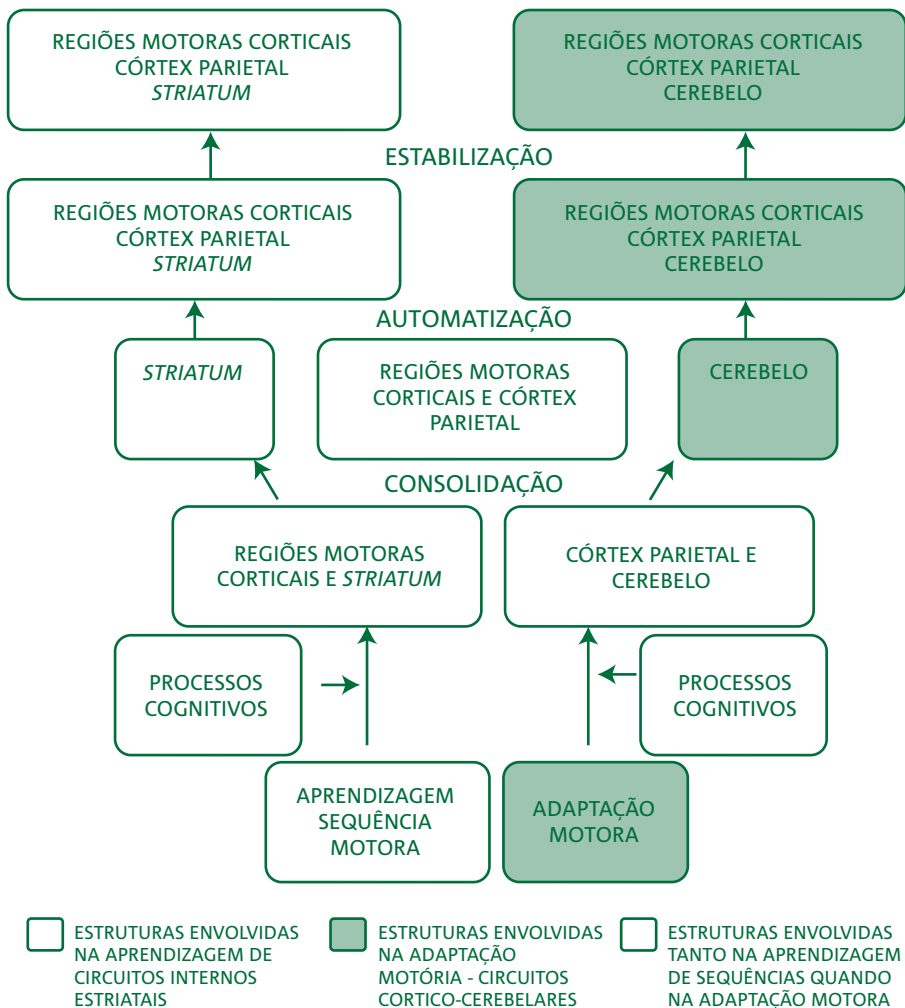 REGIÕES MOTORAS CORTICAIS
CÓRTEX PARIETAL
STRIATUM
REGIÕES MOTORAS CORTICAIS
CÓRTEX PARIETAL
CEREBELO
ESTABILIZAÇÃO
REGIÕES MOTORAS CORTICAIS
CÓRTEX PARIETAL
STRIATUM
REGIÕES MOTORAS CORTICAIS
CÓRTEX PARIETAL
CEREBELO
AUTOMATIZAÇÃO
STRIATUM
REGIÕES MOTORAS
CORTICAIS E CÓRTEX
PARIETAL
CEREBELO
CONSOLIDAÇÃO
REGIÕES MOTORAS
CORTICAIS E STRIATUM
CÓRTEX PARIETAL E
CEREBELO
PROCESSOS
COGNITIVOS
PROCESSOS
COGNITIVOS
APRENDIZAGEM
SEQUÊNCIA
MOTORA
ADAPTAÇÃO
MOTORA
ESTRUTURAS ENVOLVIDAS
NA APRENDIZAGEM DE
CIRCUITOS INTERNOS
ESTRIATAIS
ESTRUTURAS ENVOLVIDAS
NA ADAPTAÇÃO
MOTÓRIA - CIRCUITOS
CORTICO-CEREBELARES
ESTRUTURAS ENVOLVIDAS
TANTO NA APRENDIZAGEM
DE SEQUÊNCIAS QUANDO
NA ADAPTAÇÃO MOTORA